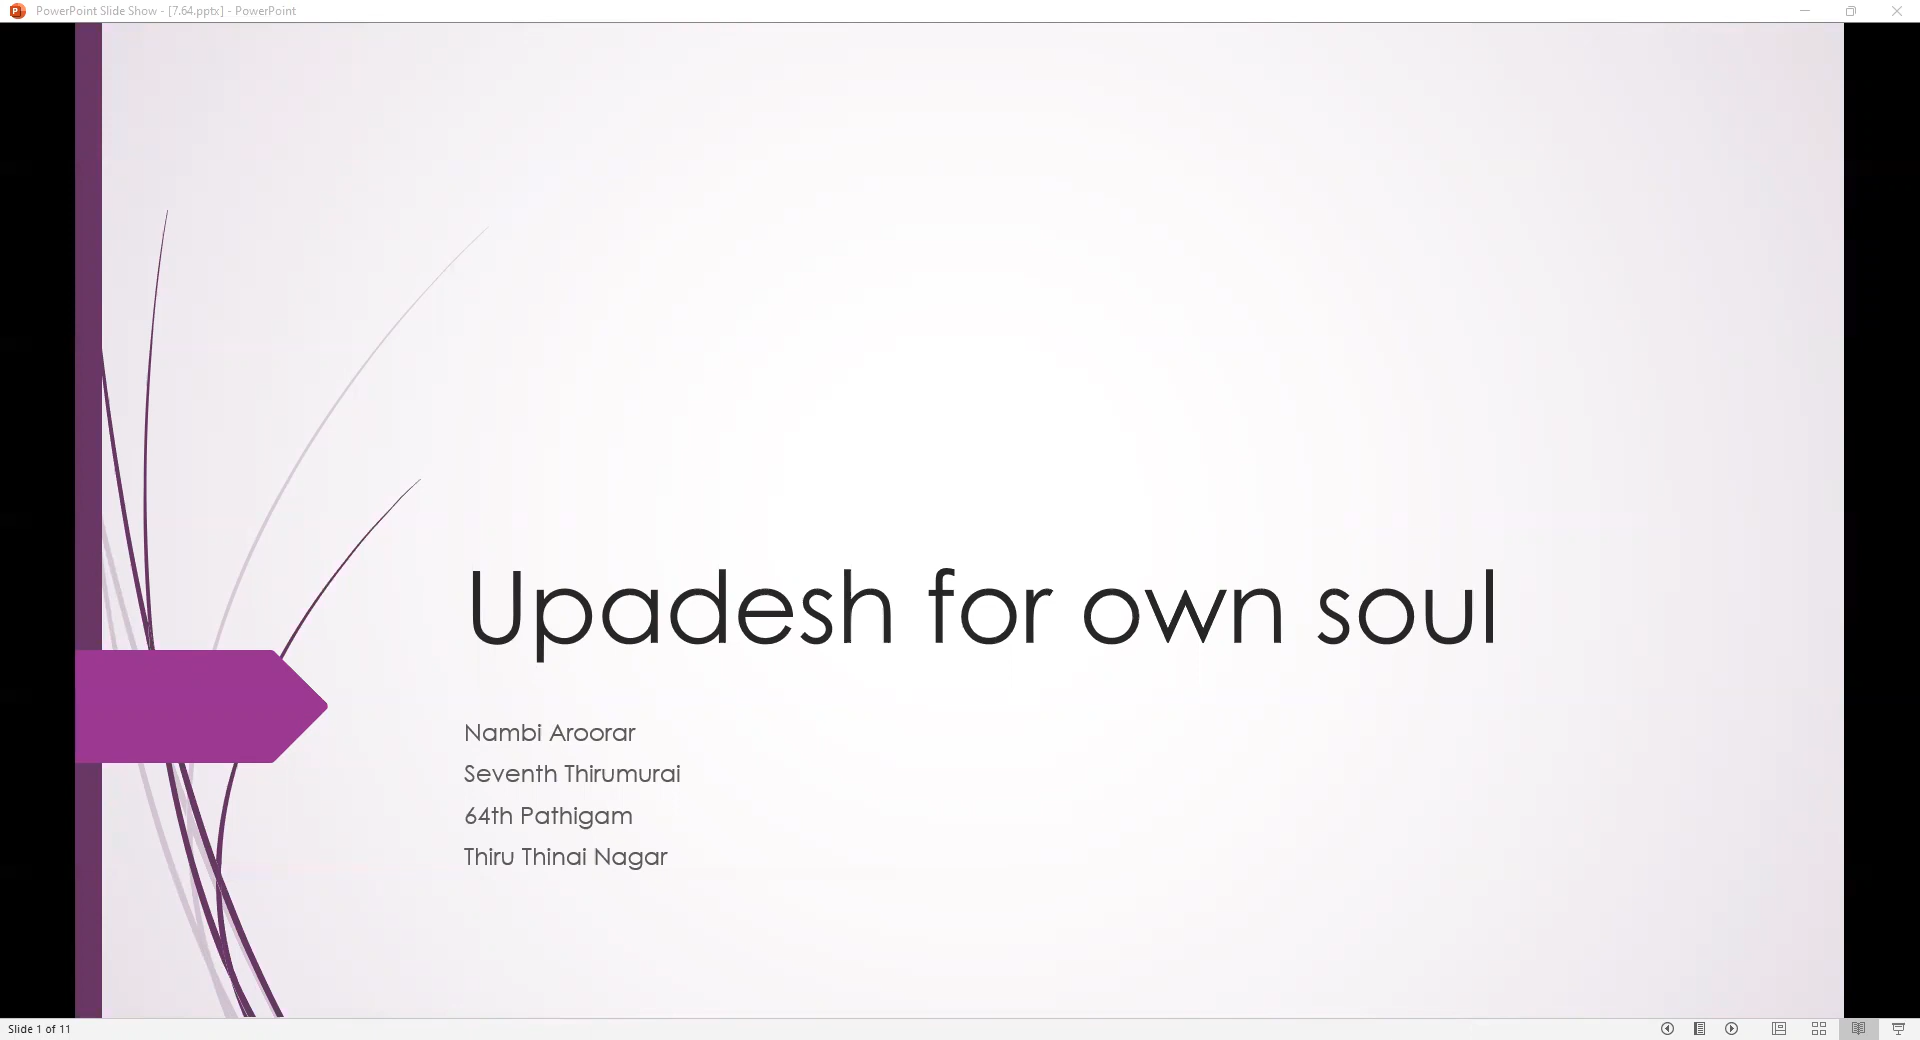 PowerPoint Slide Show - [7.64.pptx] - PowerPoint
Upadesh for own soul
Nambi Aroorar
Seventh Thirumurai
64th Pathigam
Thiru Thinai Nagar
Slide 1 of 11